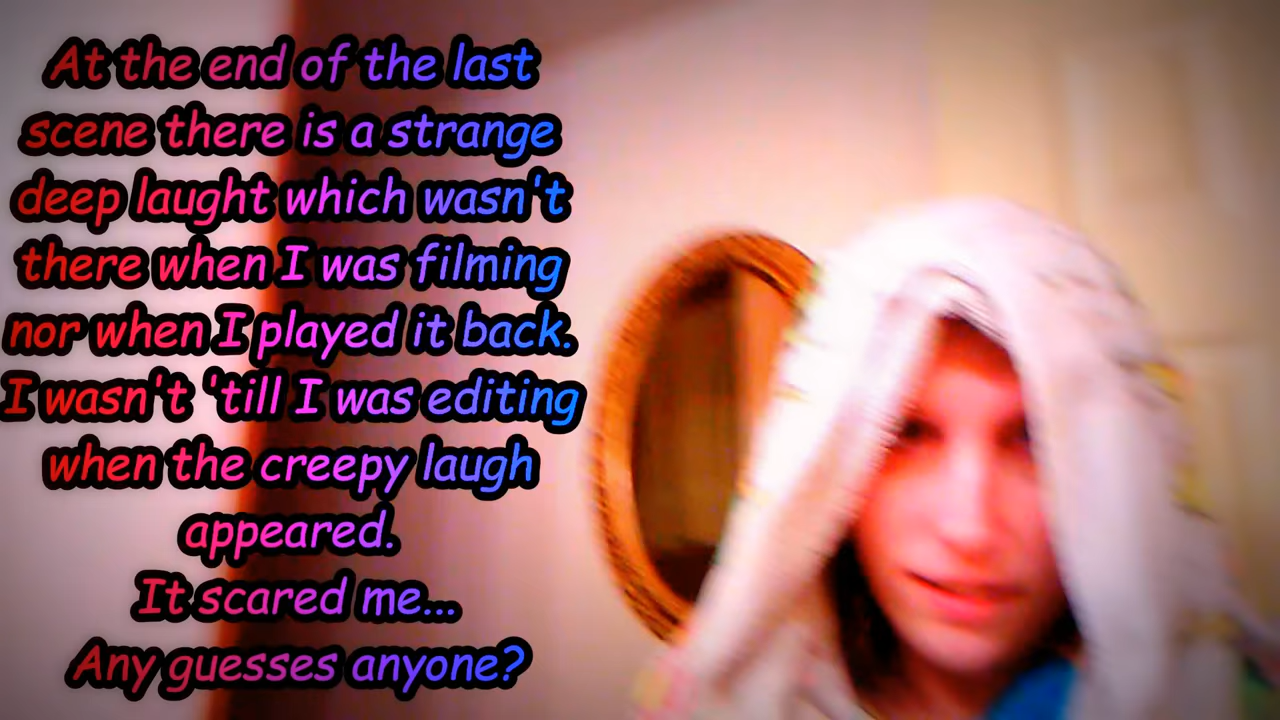 At the end of the last
scene there is a strange
deep laught which wasn't
there when I was filming
nor when I played it back.
I wasn't 'till I was editing
when the creepy laugh
appeared.
It scared me...
Any guesses anyone?